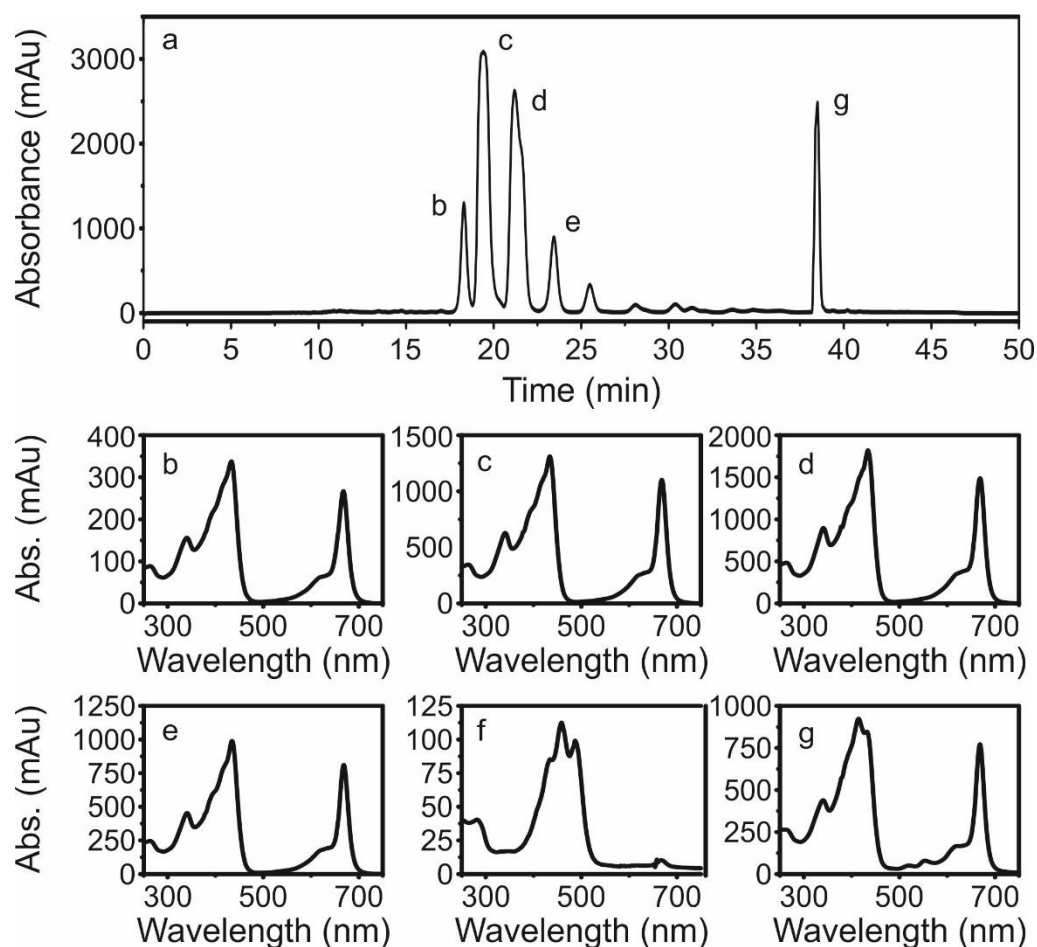 a
c
d
b
e
g
Absorbance (mAu)
3000
2000
1000
0
0 5 10 15 20 25 30 35 40 45 50
Time (min)
Abs. (mAu)
400
300
200
100
0
b
300 500 700
Wavelength (nm)
1500
1000
500
0
c
300 500 700
Wavelength (nm)
2000
1500
1000
500
0
d
300 500 700
Wavelength (nm)
Abs. (mAu)
1250
1000
750
500
250
0
e
300 500 700
Wavelength (nm)
125
100
75
50
25
0
f
300 500 700
Wavelength (nm)
1000
750
500
250
0
g
300 500 700
Wavelength (nm)